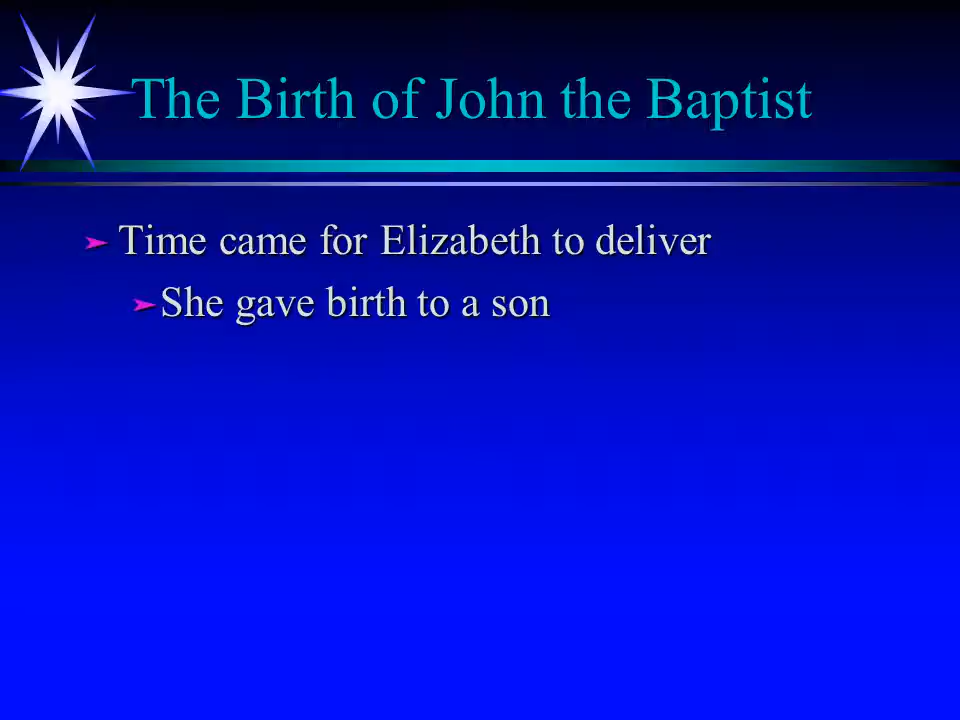 The Birth of John the Baptist
Time came for Elizabeth to deliver
She gave birth to a son